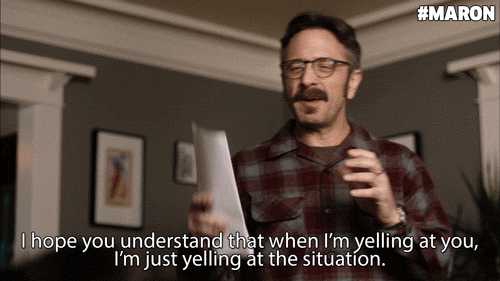 #MARON
I hope you understand that when I'm yelling at you,
I'm just yelling at the situation.